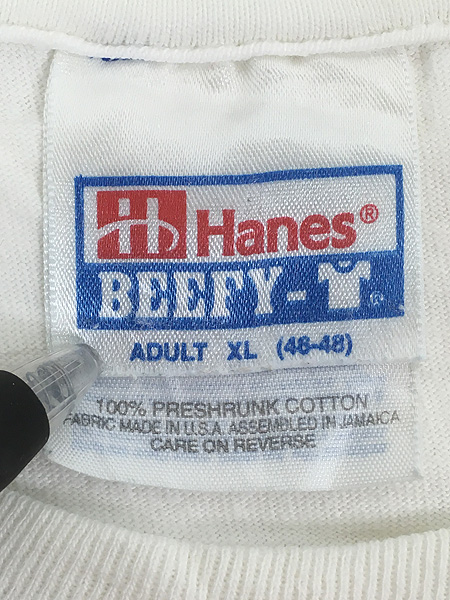 Hanes®
BEEFY-®
ADULT XL (46-48)
100% PRESHRUNK COTTON
FABRIC MADE IN U.S.A. ASSEMBLED IN JAMAICA
CARE ON REVERSE